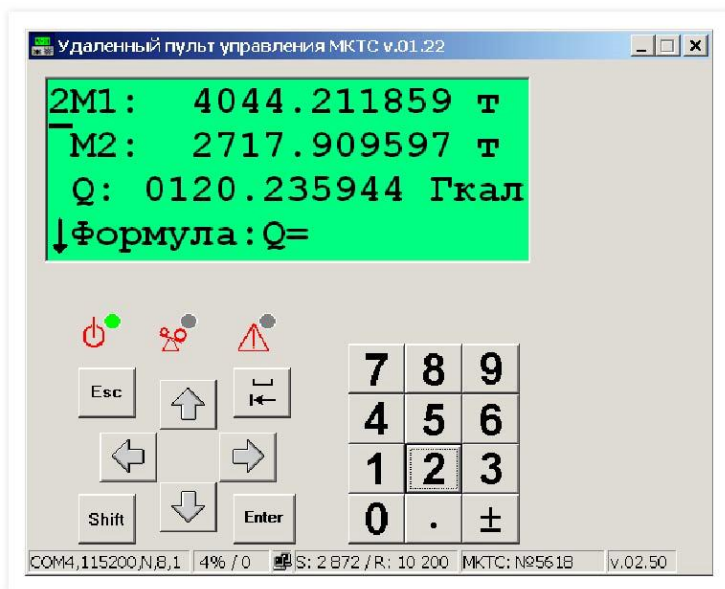 Удаленный пульт управления МКТС v.01.22
2М1: 4044.211859 т
М2: 2717.909597 т
Q: 0120.235944 Гкал
↓Формула:Q=
Esc
7 8 9
4 5 6
1 2 3
Shift
Enter
0 . ±
COM4,115200,N,8,1 4% / 0 S: 2 872 / R: 10 200 МКТС: №5618 v.02.50